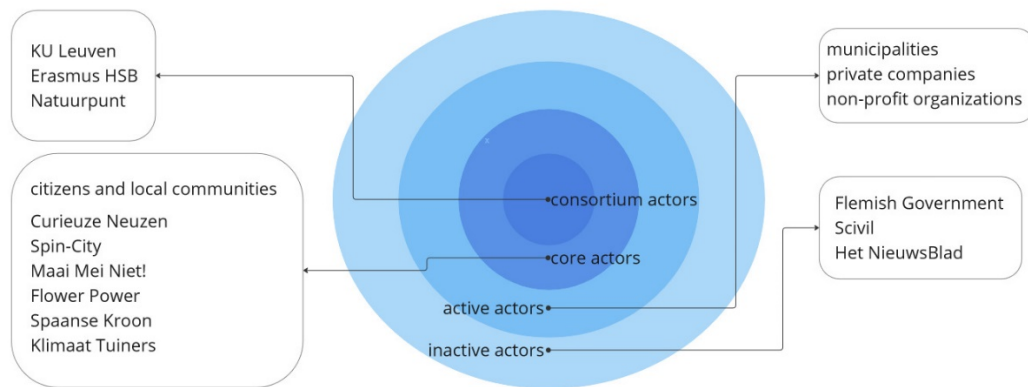 KU Leuven
Erasmus HSB
Natuurpunt
citizens and local communities
Curieuze Neuzen
Spin-City
Maai Mei Niet!
Flower Power
Spaanse Kroon
Klimaat Tuiners
consortium actors
core actors
active actors
inactive actors
municipalities
private companies
non-profit organizations
Flemish Government
Scivil
Het NieuwsBlad